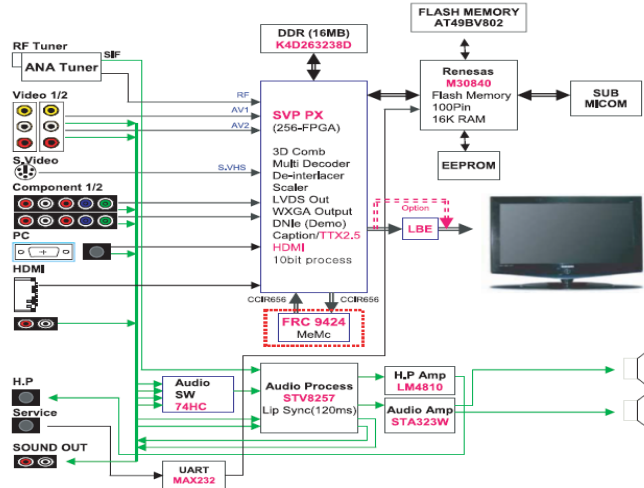 FLASH MEMORY
AT49BV802
DDR (16MB)
K4D263238D
RF Tuner
SIF
ANA Tuner
Video 1/2
RF
AV1
AV2
SVP PX
(256-FPGA)
3D Comb
Multi Decoder
De-interlacer
Scaler
LVDS Out
WXGA Output
DNIe (Demo)
Caption/TTX2.5
HDMI
10bit process
Renesas
M30840
Flash Memory
100Pin
16K RAM
SUB
MICOM
EEPROM
S.Video
S.VHS
Component 1/2
Option
LBE
PC
HDMI
CCIR656
CCIR656
FRC 9424
MeMc
H.P
Audio
SW
74HC
Audio Process
STV8257
Lip Sync(120ms)
H.P Amp
LM4810
Audio Amp
STA323W
Service
SOUND OUT
UART
MAX232